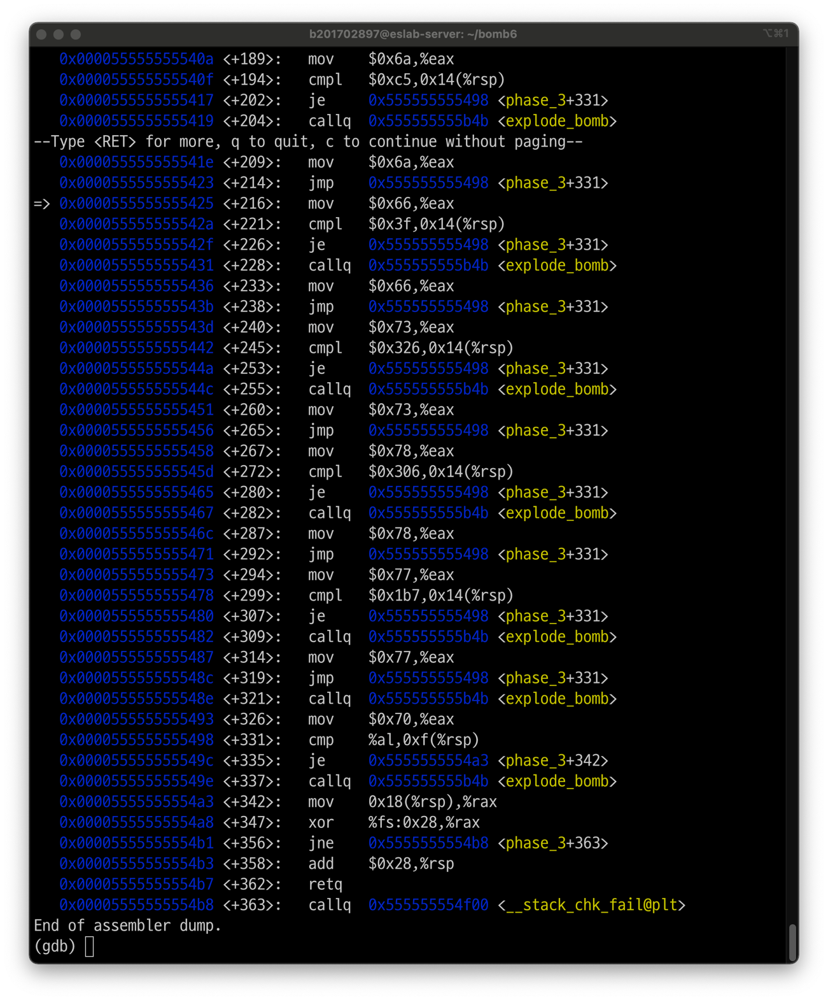 b201702897@eslab-server: ~/bomb6 ⌥⌘1
0x000055555555540a <+189>: mov $0x6a,%eax
0x000055555555540f <+194>: cmpl $0xc5,0x14(%rsp)
0x0000555555555417 <+202>: je 0x555555555498 <phase_3+331>
0x0000555555555419 <+204>: callq 0x555555555b4b <explode_bomb>
--Type <RET> for more, q to quit, c to continue without paging--
0x000055555555541e <+209>: mov $0x6a,%eax
0x0000555555555423 <+214>: jmp 0x555555555498 <phase_3+331>
=> 0x0000555555555425 <+216>: mov $0x66,%eax
0x000055555555542a <+221>: cmpl $0x3f,0x14(%rsp)
0x000055555555542f <+226>: je 0x555555555498 <phase_3+331>
0x0000555555555431 <+228>: callq 0x555555555b4b <explode_bomb>
0x0000555555555436 <+233>: mov $0x66,%eax
0x000055555555543b <+238>: jmp 0x555555555498 <phase_3+331>
0x000055555555543d <+240>: mov $0x73,%eax
0x0000555555555442 <+245>: cmpl $0x326,0x14(%rsp)
0x000055555555544a <+253>: je 0x555555555498 <phase_3+331>
0x000055555555544c <+255>: callq 0x555555555b4b <explode_bomb>
0x0000555555555451 <+260>: mov $0x73,%eax
0x0000555555555456 <+265>: jmp 0x555555555498 <phase_3+331>
0x0000555555555458 <+267>: mov $0x78,%eax
0x000055555555545d <+272>: cmpl $0x306,0x14(%rsp)
0x0000555555555465 <+280>: je 0x555555555498 <phase_3+331>
0x0000555555555467 <+282>: callq 0x555555555b4b <explode_bomb>
0x000055555555546c <+287>: mov $0x78,%eax
0x0000555555555471 <+292>: jmp 0x555555555498 <phase_3+331>
0x0000555555555473 <+294>: mov $0x77,%eax
0x0000555555555478 <+299>: cmpl $0x1b7,0x14(%rsp)
0x0000555555555480 <+307>: je 0x555555555498 <phase_3+331>
0x0000555555555482 <+309>: callq 0x555555555b4b <explode_bomb>
0x0000555555555487 <+314>: mov $0x77,%eax
0x000055555555548c <+319>: jmp 0x555555555498 <phase_3+331>
0x000055555555548e <+321>: callq 0x555555555b4b <explode_bomb>
0x0000555555555493 <+326>: mov $0x70,%eax
0x0000555555555498 <+331>: cmp %al,0xf(%rsp)
0x000055555555549c <+335>: je 0x5555555554a3 <phase_3+342>
0x000055555555549e <+337>: callq 0x555555555b4b <explode_bomb>
0x00005555555554a3 <+342>: mov 0x18(%rsp),%rax
0x00005555555554a8 <+347>: xor %fs:0x28,%rax
0x00005555555554b1 <+356>: jne 0x5555555554b8 <phase_3+363>
0x00005555555554b3 <+358>: add $0x28,%rsp
0x00005555555554b7 <+362>: retq
0x00005555555554b8 <+363>: callq 0x555555554f00 <__stack_chk_fail@plt>
End of assembler dump.
(gdb)